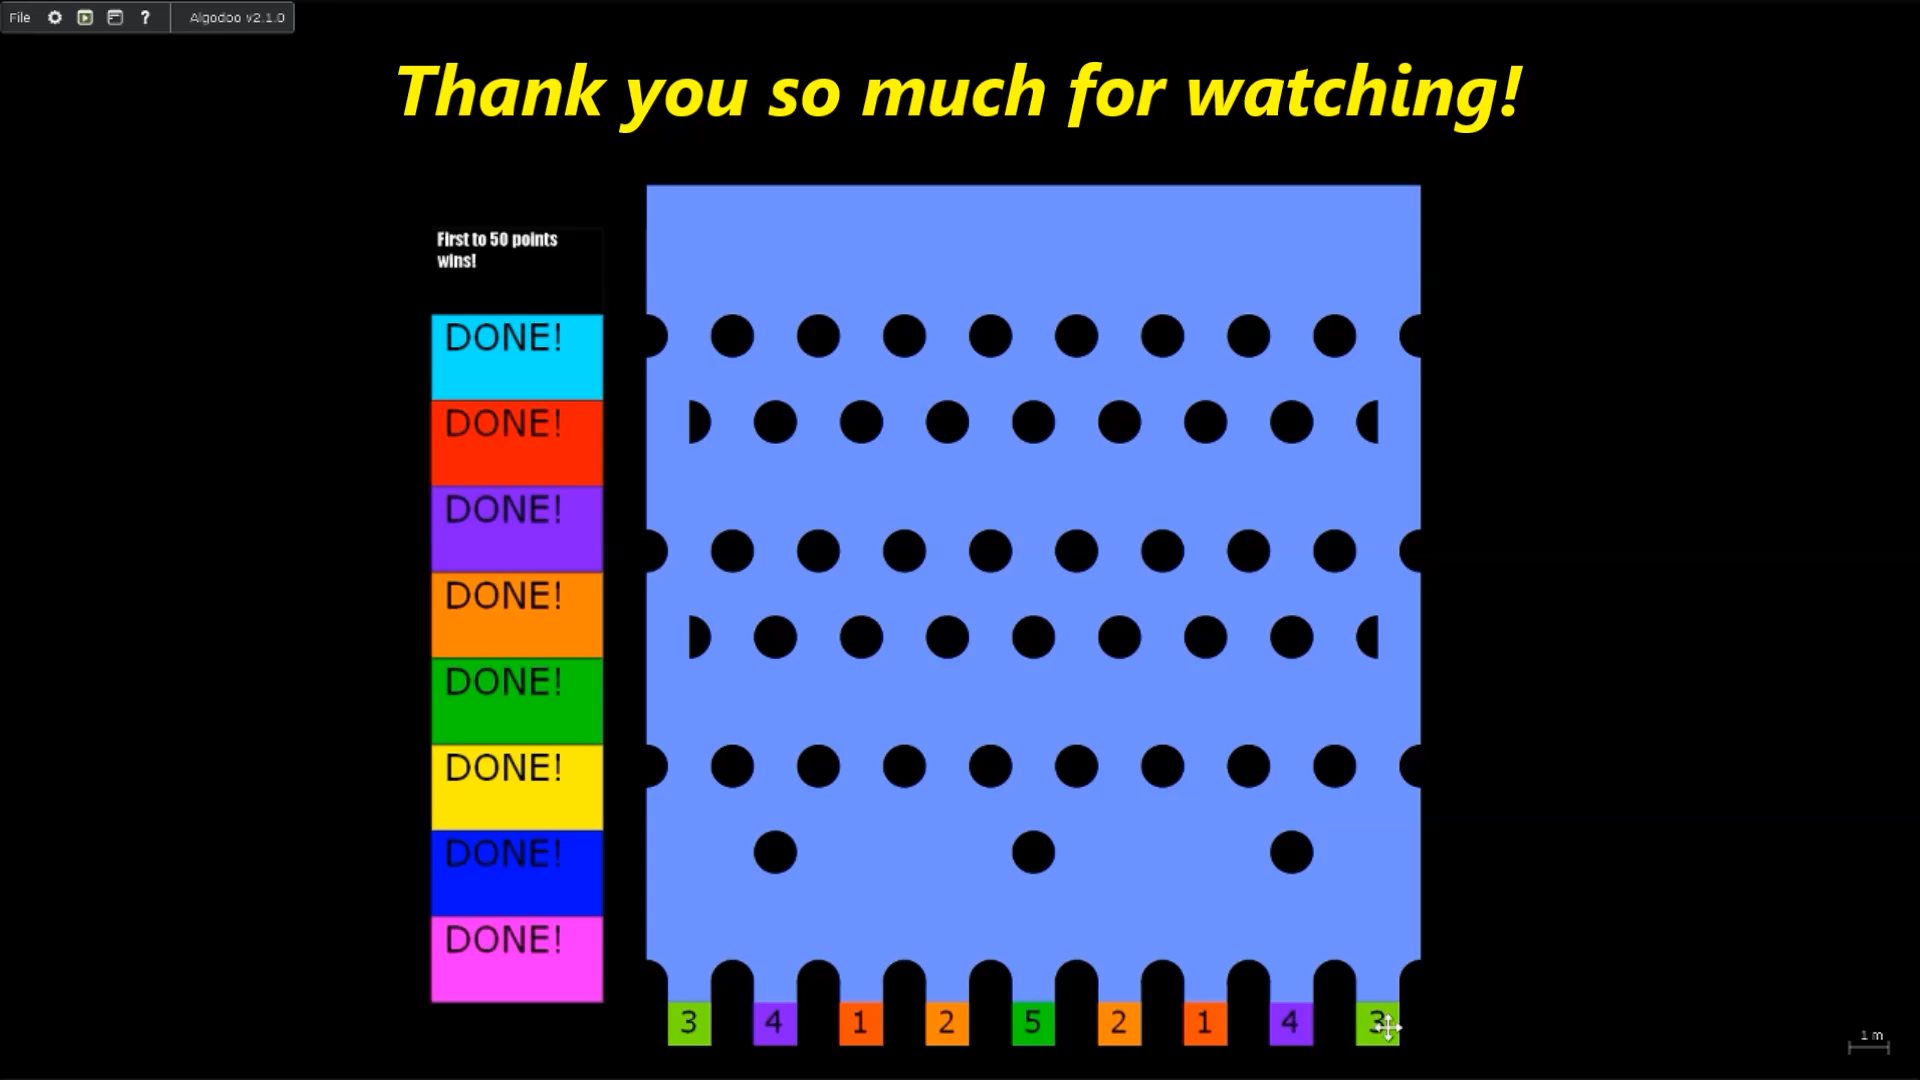 File ? Algodoo v2.1.0
Thank you so much for watching!
First to 50 points
wins!
DONE!
DONE!
DONE!
DONE!
DONE!
DONE!
DONE!
DONE!
3 4 1 2 5 2 1 4 3
1 m